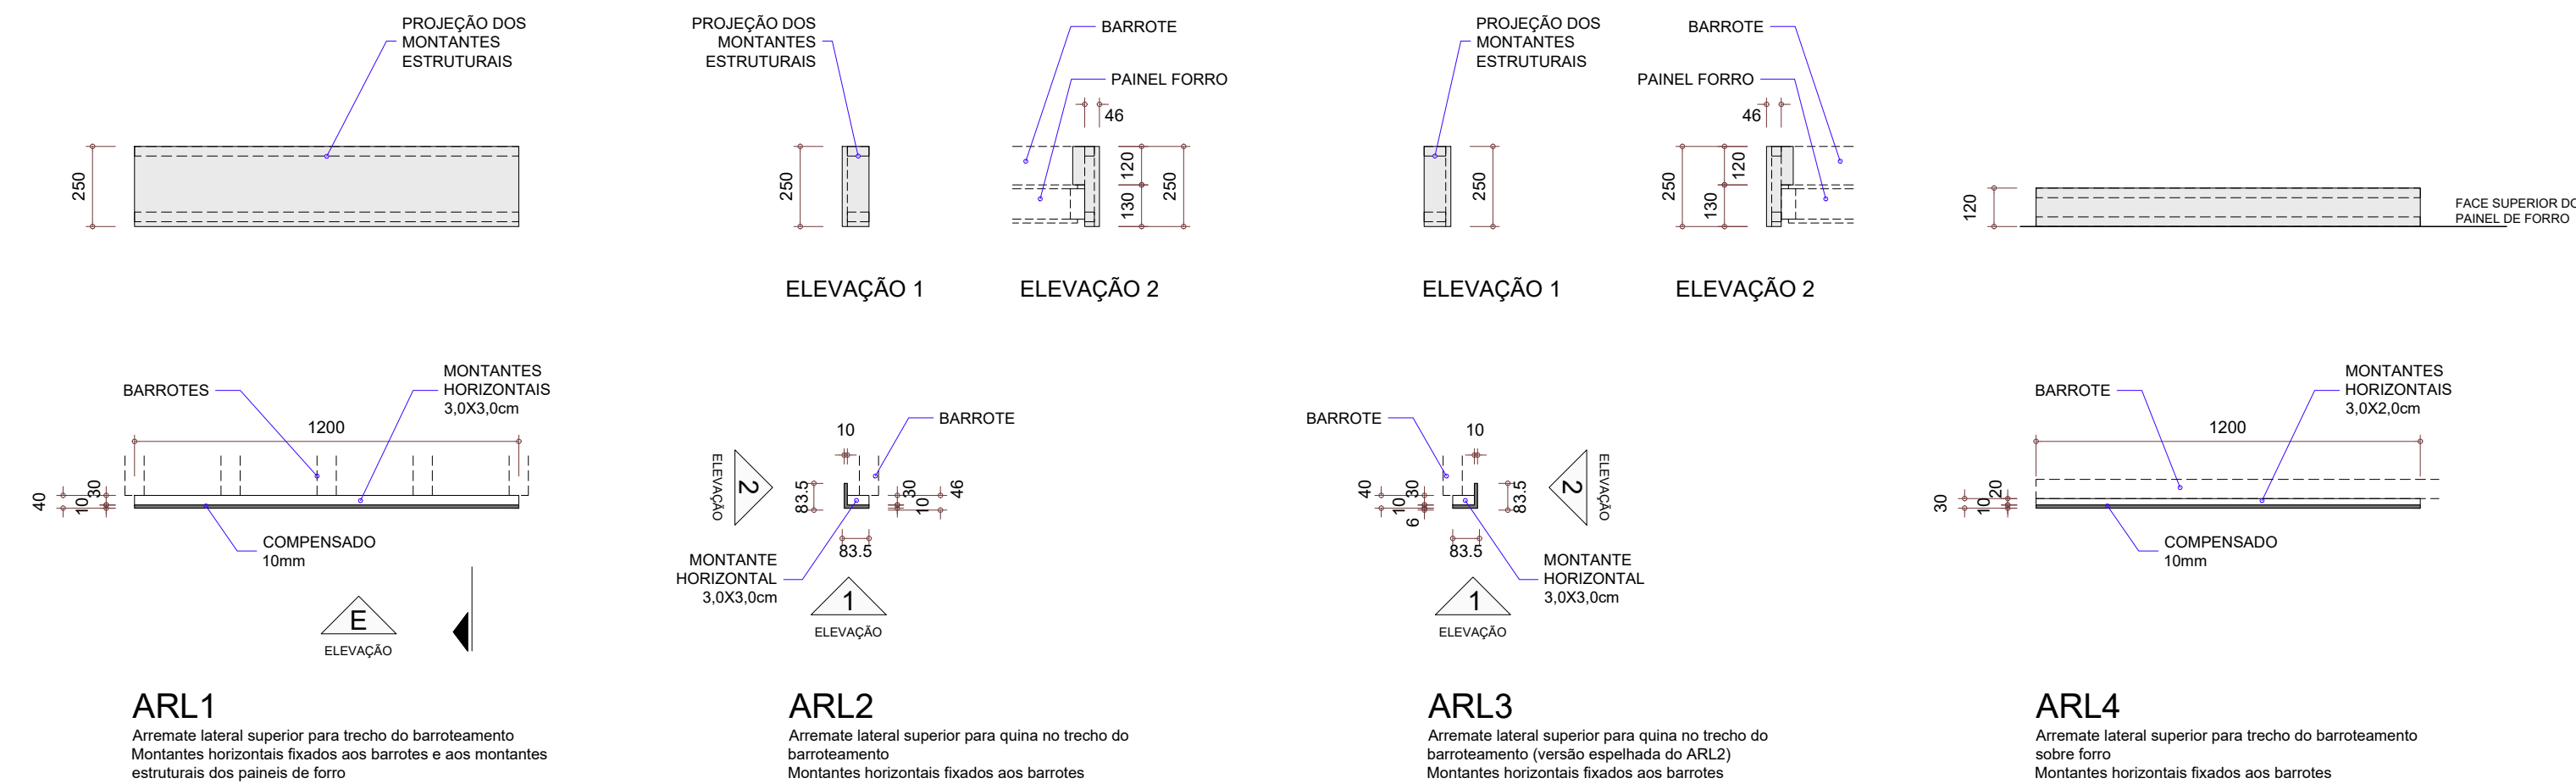 PROJEÇÃO DOS
MONTANTES
ESTRUTURAIS
250
BARROTES
MONTANTES
HORIZONTAIS
3,0X3,0cm
1200
40
10
30
COMPENSADO
10mm
E
ELEVAÇÃO
ARL1
Arremate lateral superior para trecho do barroteamento
Montantes horizontais fixados aos barrotes e aos montantes
estruturais dos paineis de forro
PROJEÇÃO DOS
MONTANTES
ESTRUTURAIS
250
ELEVAÇÃO 1
BARROTE
PAINEL FORRO
46
120
130
250
ELEVAÇÃO 2
BARROTE
10
ELEVAÇÃO
2
83.5
30
10
46
83.5
MONTANTE
HORIZONTAL
3,0X3,0cm
1
ELEVAÇÃO
ARL2
Arremate lateral superior para quina no trecho do
barroteamento
Montantes horizontais fixados aos barrotes
PROJEÇÃO DOS
MONTANTES
ESTRUTURAIS
250
ELEVAÇÃO 1
BARROTE
PAINEL FORRO
46
250
120
130
ELEVAÇÃO 2
BARROTE
10
40
30
10
6
83.5
2
ELEVAÇÃO
83.5
MONTANTE
HORIZONTAL
3,0X3,0cm
1
ELEVAÇÃO
ARL3
Arremate lateral superior para quina no trecho do
barroteamento (versão espelhada do ARL2)
Montantes horizontais fixados aos barrotes
120
FACE SUPERIOR DO
PAINEL DE FORRO
BARROTE
MONTANTES
HORIZONTAIS
3,0X2,0cm
1200
30
10
20
COMPENSADO
10mm
ARL4
Arremate lateral superior para trecho do barroteamento
sobre forro
Montantes horizontais fixados aos barrotes